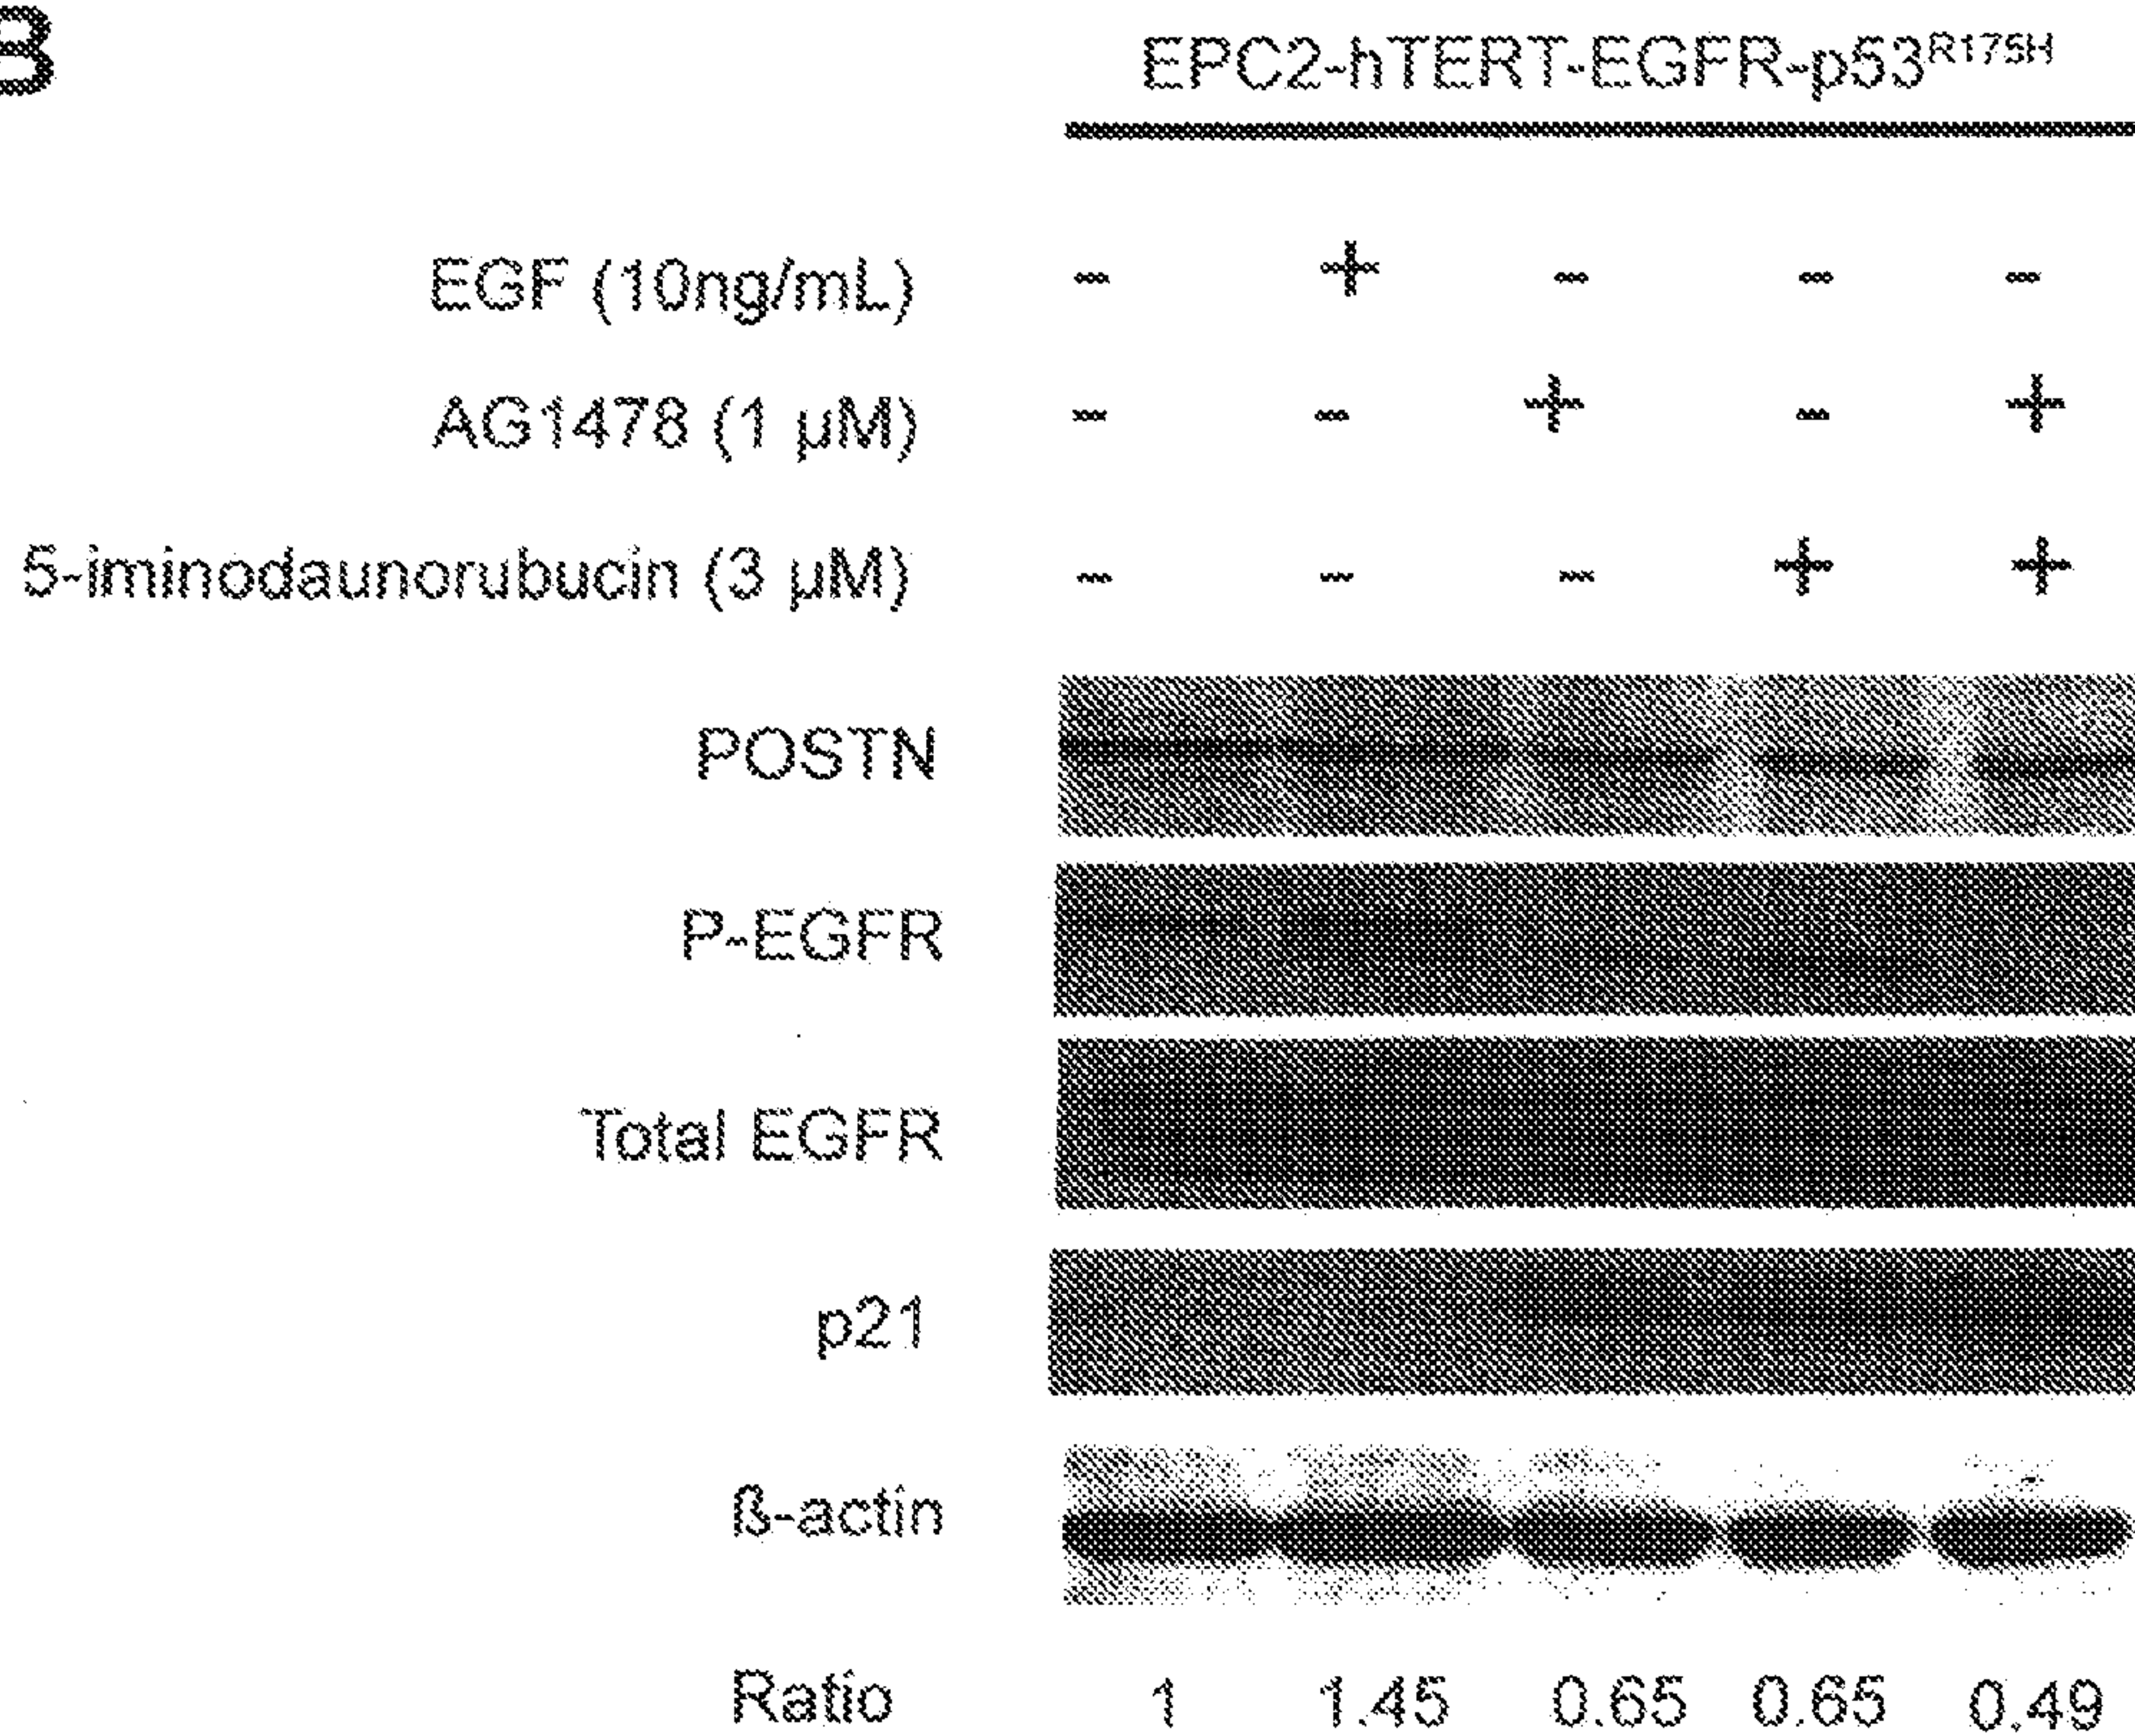 B
EPC2-hTERT-EGFR-p53R175H
EGF (10ng/mL) - + - - -
AG1478 (1 µM) - - + - +
5-iminodaunorubucin (3 µM) - - - + +
POSTN
P-EGFR
Total EGFR
p21
ß-actin
Ratio 1 1.45 0.65 0.65 0.49